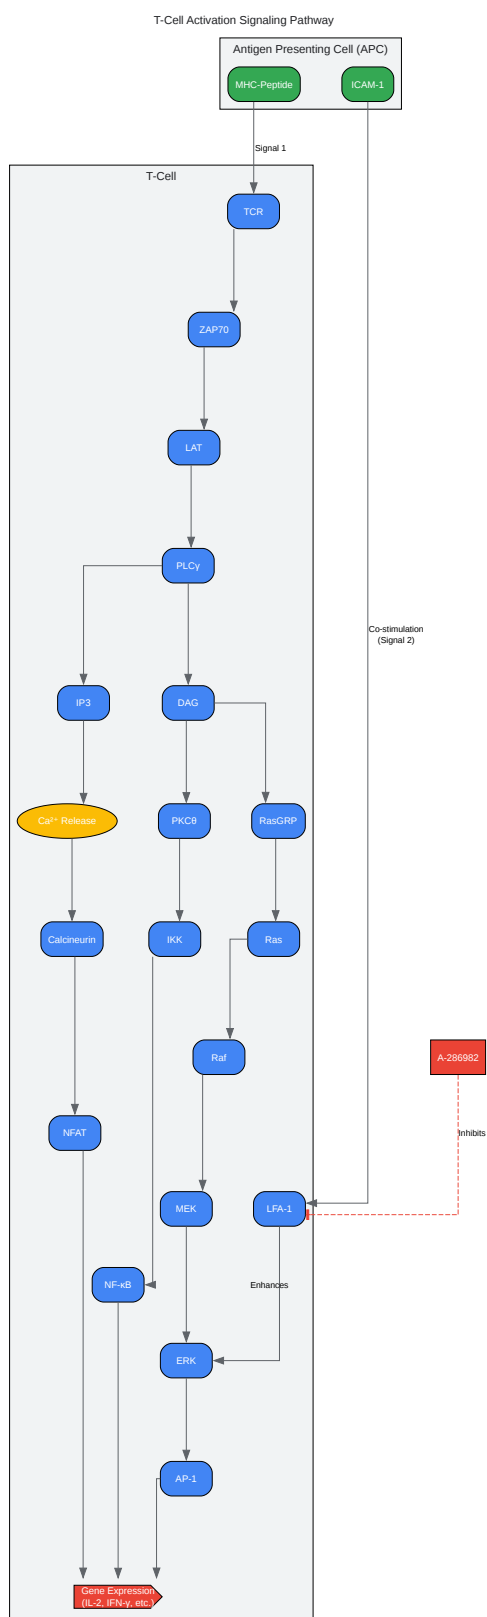 T-Cell Activation Signaling Pathway
Antigen Presenting Cell (APC)
MHC-Peptide
ICAM-1
Signal 1
T-Cell
TCR
ZAP70
LAT
PLCγ
Co-stimulation
(Signal 2)
IP3
DAG
Ca²⁺ Release
PKCθ
RasGRP
Calcineurin
IKK
Ras
Raf
A-286982
NFAT
Inhibits
MEK
LFA-1
NF-κB
Enhances
ERK
AP-1
Gene Expression
(IL-2, IFN-γ, etc.)